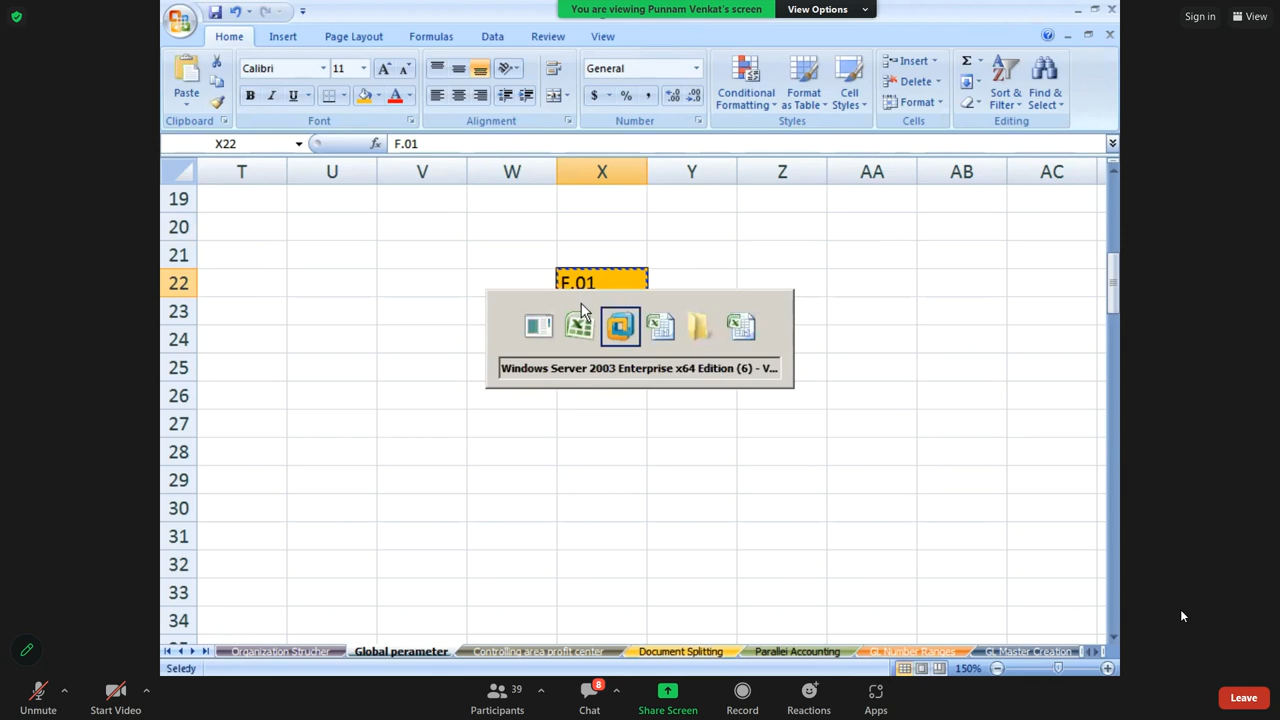 You are viewing Punnam Venkat's screen
View Options
Sign in
View
Home
Insert
Page Layout
Formulas
Data
Review
View
Paste
Clipboard
Calibri
11
B I U
Font
Alignment
General
$ % ,
Number
Conditional Formatting
Format as Table
Cell Styles
Styles
Insert
Delete
Format
Cells
Sort & Filter
Find & Select
Editing
X22
fx
F.01
T U V W X Y Z AA AB AC
19
20
21
22 F.01
23
24
25
26
27
28
29
30
31
32
33
34
Windows Server 2003 Enterprise x64 Edition (6) - V...
Organization Strucher
Global perameter
Controlling area profit center
Document Splitting
Parallel Accounting
GL Number Ranges
GL Master Creation
150%
Unmute
Start Video
39
Participants
8
Chat
Share Screen
Record
Reactions
Apps
Leave